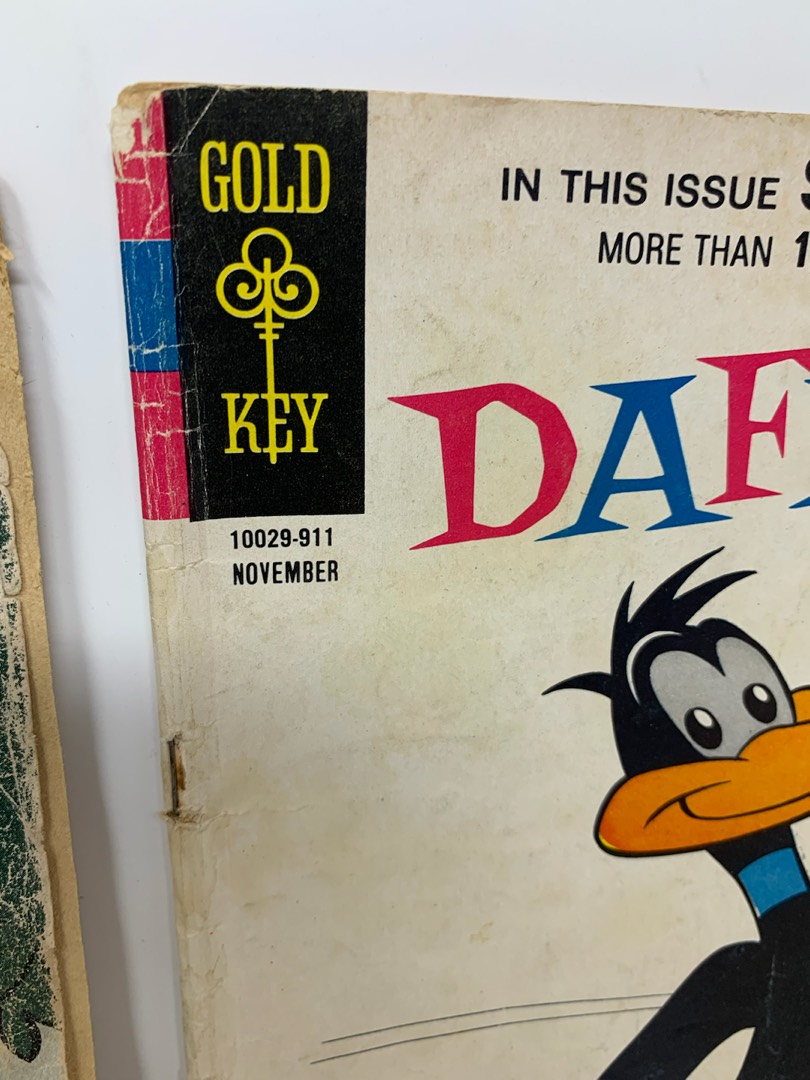 GOLD
KEY
10029-911
NOVEMBER
IN THIS ISSUE
MORE THAN
DAF